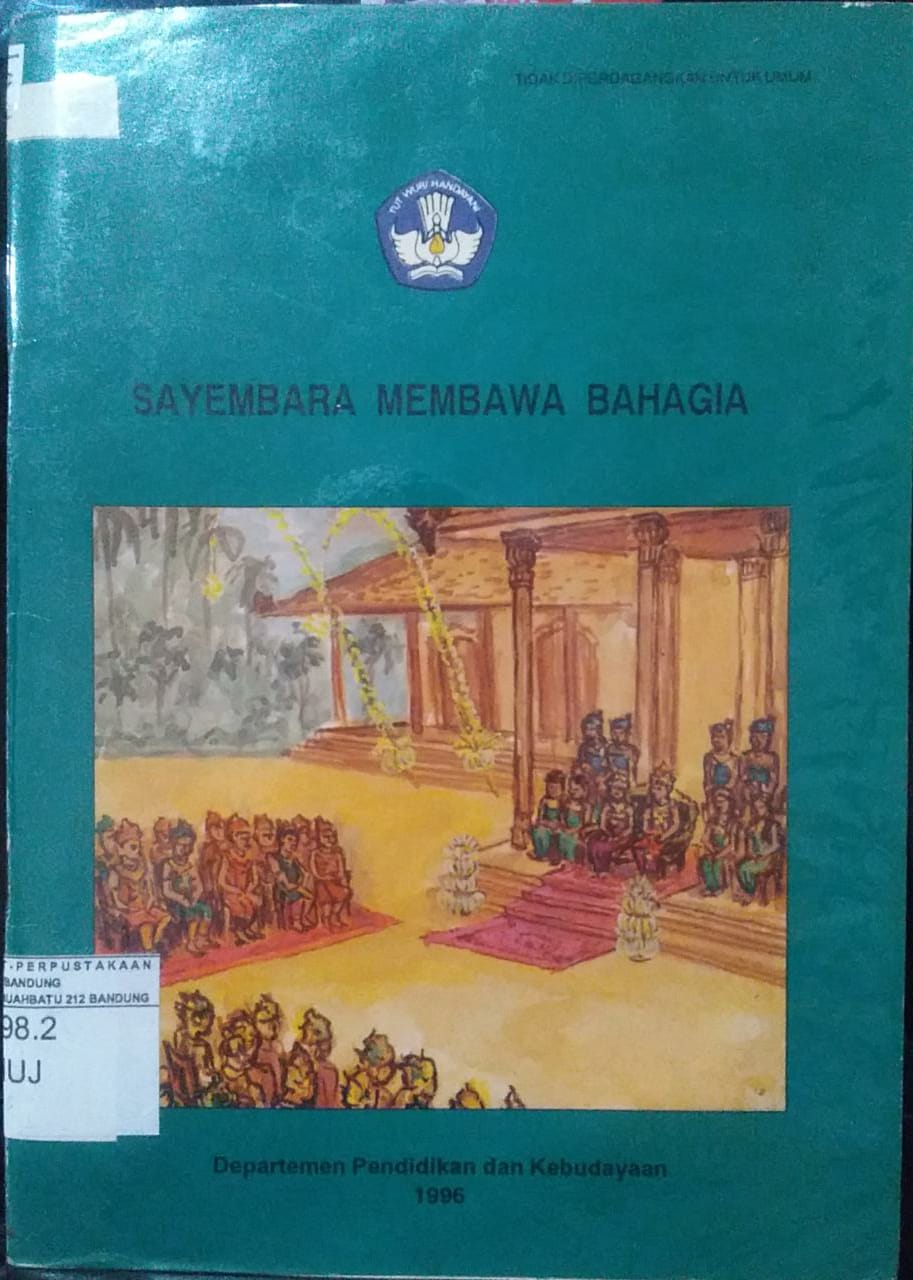 TIDAK DIPERDAGANGKAN UNTUK UMUM
TUT WURI HANDAYANI
SAYEMBARA MEMBAWA BAHAGIA
PERPUSTAKAAN
BANDUNG
UAHBATU 212 BANDUNG
98.2
UJ
Departemen Pendidikan dan Kebudayaan
1996